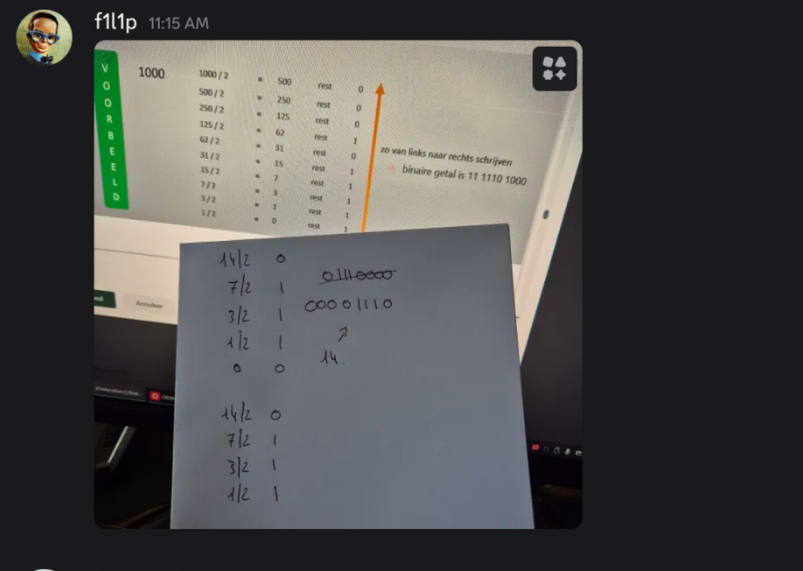 f1l1p 11:15 AM
VOORBEELD
1000
1000 / 2 = 500 rest 0
500 / 2 = 250 rest 0
250 / 2 = 125 rest 0
125 / 2 = 62 rest 1
62 / 2 = 31 rest 0
31 / 2 = 15 rest 1
15 / 2 = 7 rest 1
7 / 2 = 3 rest 1
3 / 2 = 1 rest 1
1 / 2 = 0 rest 1
zo van links naar rechts schrijven
binaire getal is 11 1110 1000
Annuleer
14/2 0
7/2 1
3/2 1
1/2 1
0 0
01110000
00001110
14.
14/2 0
7/2 1
3/2 1
1/2 1